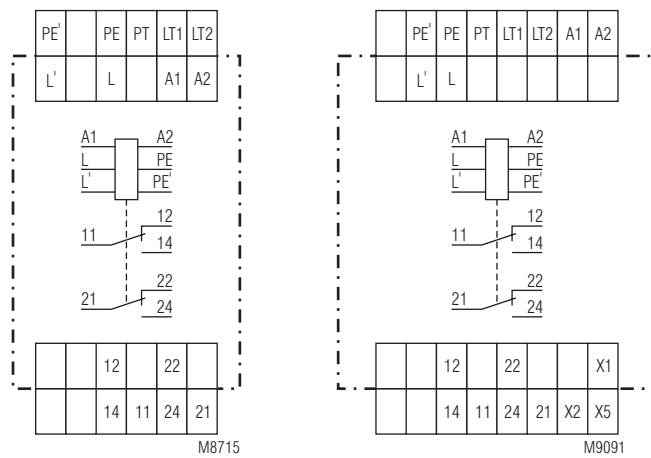 PE' PE PT LT1 LT2
L' L A1 A2
A1 A2
L PE
L' PE'
12
11 14
22
21 24
12 22
14 11 24 21
M8715
PE' PE PT LT1 LT2 A1 A2
L' L
A1 A2
L PE
L' PE'
12
11 14
22
21 24
12 22 X1
14 11 24 21 X2 X5
M9091